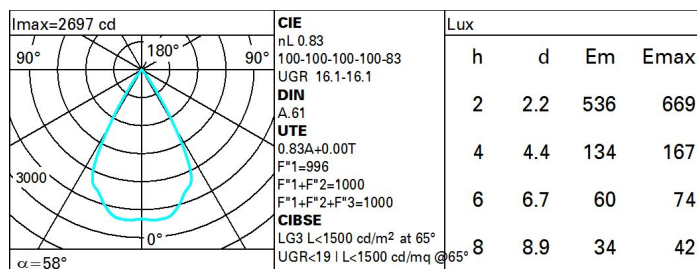 Imax=2697 cd
90°
180°
90°
3000
0°
α=58°
CIE
nL 0.83
100-100-100-100-83
UGR 16.1-16.1
DIN
A.61
UTE
0.83A+0.00T
F"1=996
F"1+F"2=1000
F"1+F"2+F"3=1000
CIBSE
LG3 L<1500 cd/m² at 65°
UGR<19 | L<1500 cd/mq @65°
Lux
h d Em Emax
2 2.2 536 669
4 4.4 134 167
6 6.7 60 74
8 8.9 34 42